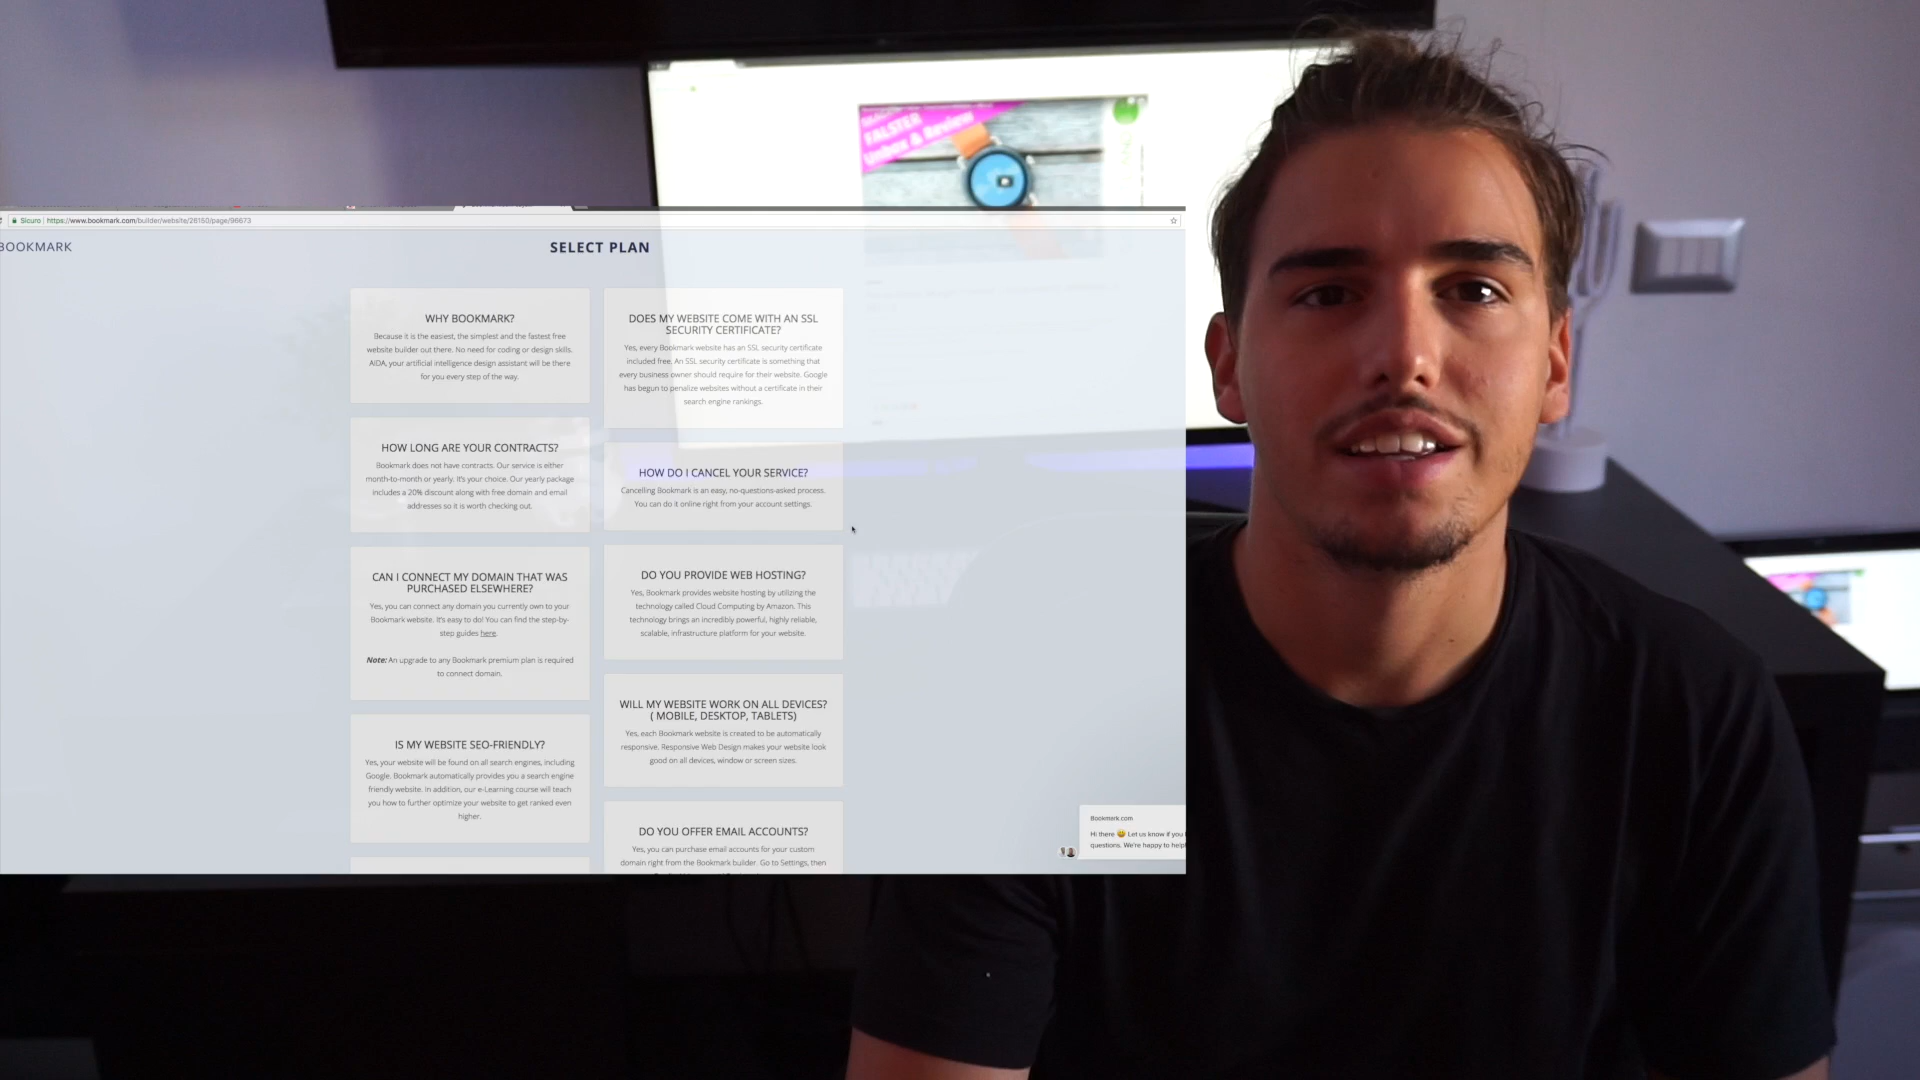 FALSTER
Unbox & Review
Sicuro
https://www.bookmark.com/builder/website/26160/page/96673
BOOKMARK
SELECT PLAN
WHY BOOKMARK?
Because it is the easiest, the simplest and the fastest free
website builder out there. No need for coding or design skills.
AIDA, your artificial intelligence design assistant will be there
for you every step of the way.
HOW LONG ARE YOUR CONTRACTS?
Bookmark does not have contracts. Our service is either
month-to-month or yearly. It's your choice. Our yearly package
includes a 20% discount along with free domain and email
addresses so it is worth checking out.
CAN I CONNECT MY DOMAIN THAT WAS
PURCHASED ELSEWHERE?
Yes, you can connect any domain you currently own to your
Bookmark website. It's easy to do! You can find the step-by-
step guides here.
Note: An upgrade to any Bookmark premium plan is required
to connect domain.
IS MY WEBSITE SEO-FRIENDLY?
Yes, your website will be found on all search engines, including
Google. Bookmark automatically provides you a search engine
friendly website. In addition, our e-Learning course will teach
you how to further optimize your website to get ranked even
higher.
DOES MY WEBSITE COME WITH AN SSL
SECURITY CERTIFICATE?
Yes, every Bookmark website has an SSL security certificate
included free. An SSL security certificate is something that
every business owner should require for their website. Google
has begun to penalize websites without a certificate in their
search engine rankings.
HOW DO I CANCEL YOUR SERVICE?
Cancelling Bookmark is an easy, no-questions-asked process.
You can do it online right from your account settings.
DO YOU PROVIDE WEB HOSTING?
Yes, Bookmark provides website hosting by utilizing the
technology called Cloud Computing by Amazon. This
technology brings an incredibly powerful, highly reliable,
scalable, infrastructure platform for your website.
WILL MY WEBSITE WORK ON ALL DEVICES?
( MOBILE, DESKTOP, TABLETS)
Yes, each Bookmark website is created to be automatically
responsive. Responsive Web Design makes your website look
good on all devices, window or screen sizes.
DO YOU OFFER EMAIL ACCOUNTS?
Yes, you can purchase email accounts for your custom
domain right from the Bookmark builder. Go to Settings, then
Bookmark.com
Hi there 😀 Let us know if you
questions. We're happy to help